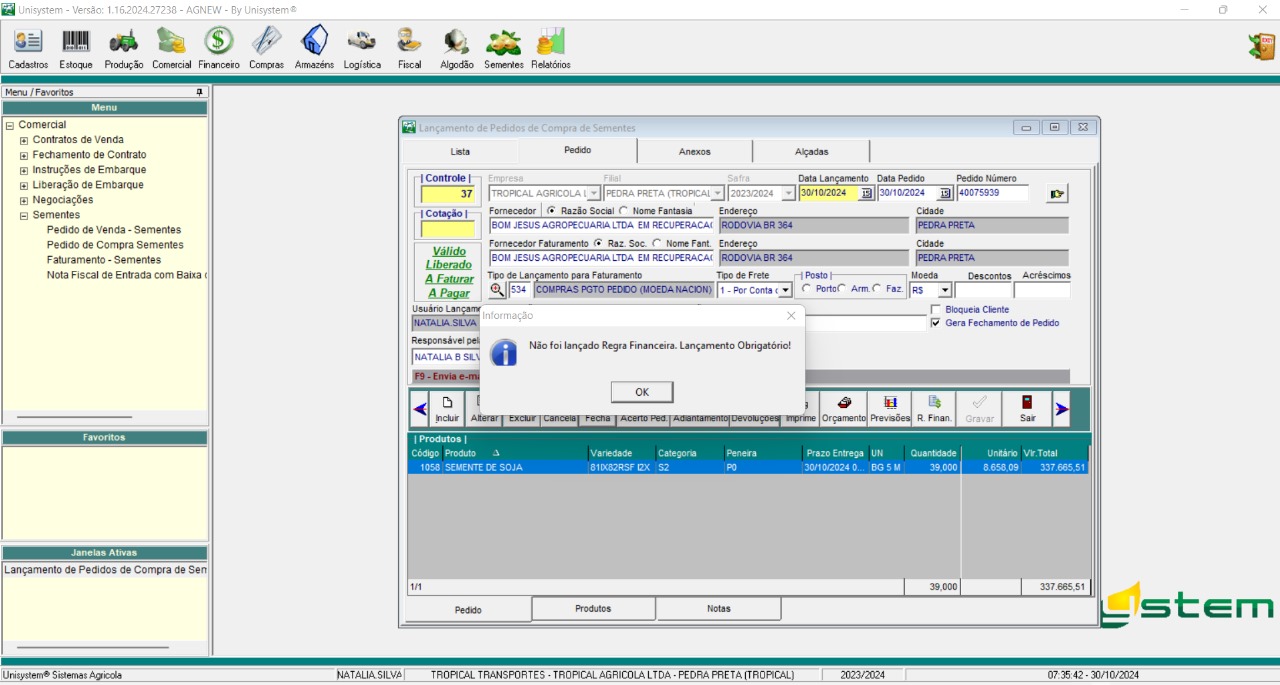 Unisystem - Versão: 1.16.2024.27238 - AGNEW - By Unisystem®
Cadastros Estoque Produção Comercial Financeiro Compras Armazéns Logística Fiscal Algodão Sementes Relatórios
EXIT
Menu / Favoritos
Menu
Comercial
Contratos de Venda
Fechamento de Contrato
Instruções de Embarque
Liberação de Embarque
Negociações
Sementes
Pedido de Venda - Sementes
Pedido de Compra Sementes
Faturamento - Sementes
Nota Fiscal de Entrada com Baixa
Favoritos
Janelas Ativas
Lançamento de Pedidos de Compra de Sem
Lançamento de Pedidos de Compra de Sementes
Lista Pedido Anexos Alçadas
| Controle | Empresa Filial Safra Data Lançamento Data Pedido Pedido Número
37 TROPICAL AGRICOLA L PEDRA PRETA (TROPICAL 2023/2024 30/10/2024 15 30/10/2024 15 40075939
| Cotação | Fornecedor Razão Social Nome Fantasia Endereço Cidade
BOM JESUS AGROPECUARIA LTDA EM RECUPERACAO RODOVIA BR 364 PEDRA PRETA
Válido
Liberado
A Faturar
A Pagar
Fornecedor Faturamento Raz. Soc. Nome Fant. Endereço Cidade
BOM JESUS AGROPECUARIA LTDA EM RECUPERACAO RODOVIA BR 364 PEDRA PRETA
Tipo de Lançamento para Faturamento Tipo de Frete | Posto | Moeda Descontos Acréscimos
534 COMPRAS PGTO PEDIDO (MOEDA NACION) 1 - Por Conta Porto Arm. Faz. R$
Usuário Lançame Bloqueia Cliente
NATALIA.SILVA Gera Fechamento de Pedido
Responsável pel
NATALIA B SILV
F9 - Envia e-ma
Informação
Não foi lançado Regra Financeira. Lançamento Obrigatório!
OK
Incluir Alterar Excluir Cancela Fecha Acerto Ped. Adiantamento Devoluções Imprime Orçamento Previsões R. Finan. Gravar Sair
| Produtos |
Código Produto Variedade Categoria Peneira Prazo Entrega UN Quantidade Unitário Vlr.Total
1058 SEMENTE DE SOJA 81IX82RSF I2X S2 P0 30/10/2024 0... BG 5 M 39,000 8.658,09 337.665,51
1/1 39,000 337.665,51
Pedido Produtos Notas
ystem
Unisystem® Sistemas Agricola NATALIA.SILVA TROPICAL TRANSPORTES - TROPICAL AGRICOLA LTDA - PEDRA PRETA (TROPICAL) 2023/2024 07:35:42 - 30/10/2024